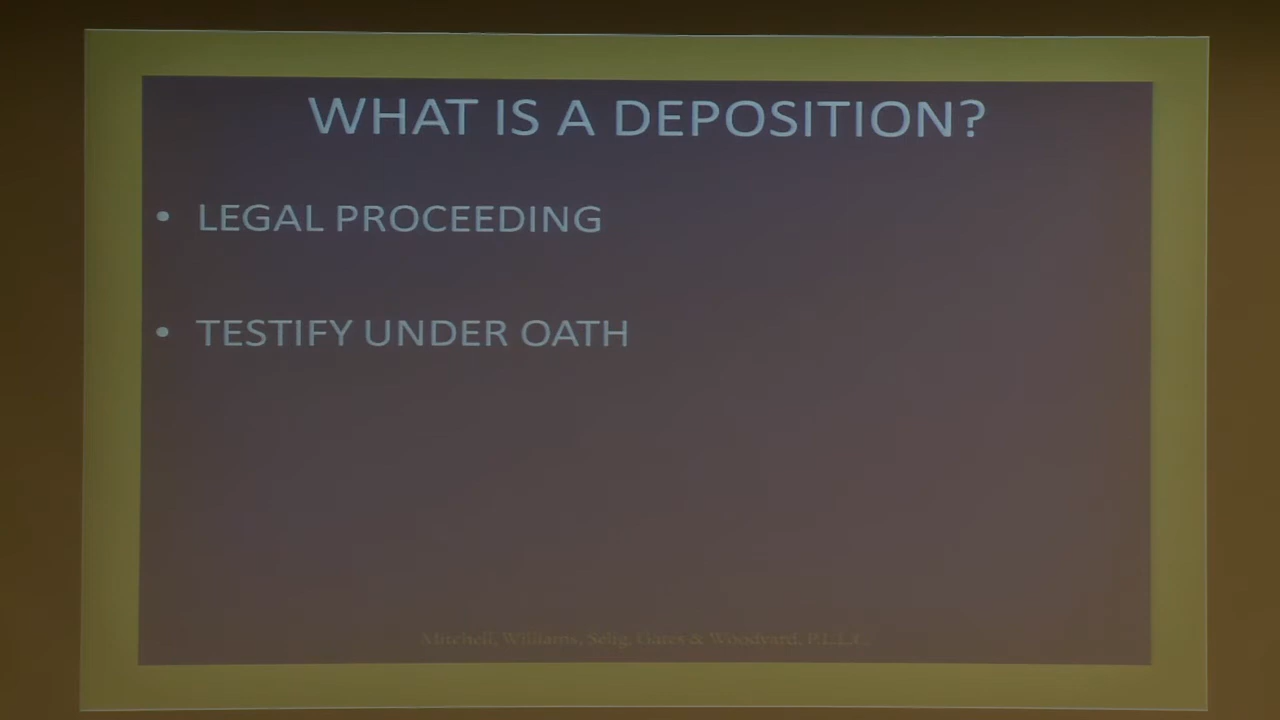 WHAT IS A DEPOSITION?
• LEGAL PROCEEDING
• TESTIFY UNDER OATH
Mitchell, Williams, Selig, Gates & Woodyard, P.L.L.C.